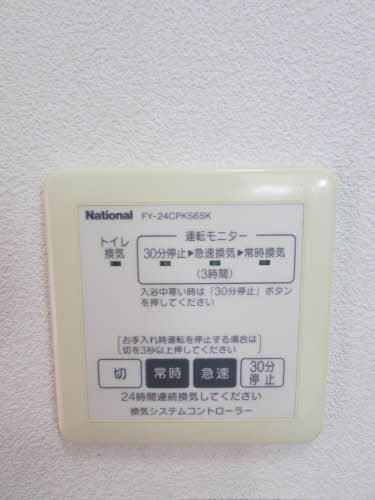 National FY-24CPKS6SK
運転モニター
トイレ
換気
30分停止▶急速換気▶常時換気
(3時間)
入浴中寒い時は「30分停止」ボタン
を押してください
[お手入れ時運転を停止する場合は
切を3秒以上押してください]
切 常時 急速 30分
停止
24時間連続換気してください
換気システムコントローラー